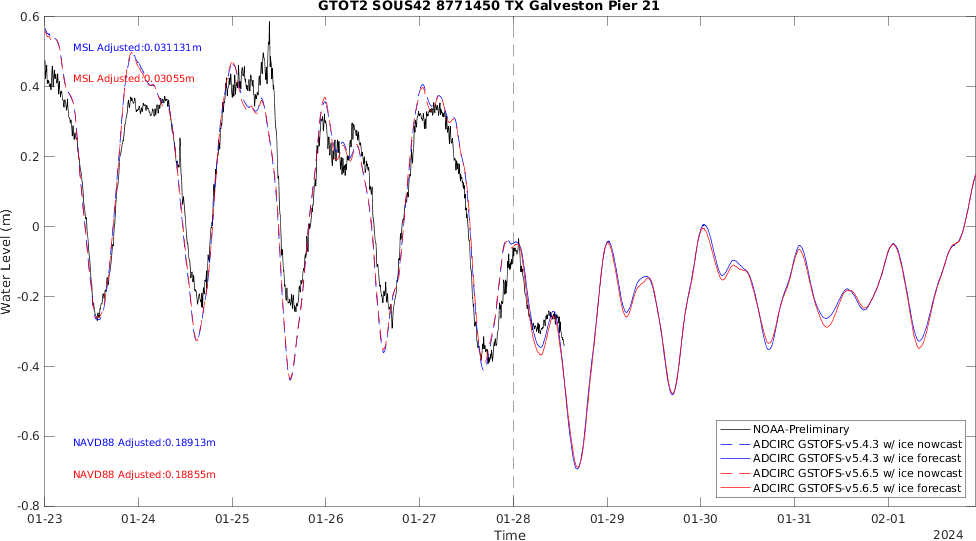 GTOT2 SOUS42 8771450 TX Galveston Pier 21
0.6
0.4
0.2
0
-0.2
-0.4
-0.6
-0.8
Water Level (m)
MSL Adjusted:0.031131m
MSL Adjusted:0.03055m
NAVD88 Adjusted:0.18913m
NAVD88 Adjusted:0.18855m
NOAA-Preliminary
ADCIRC GSTOFS-v5.4.3 w/ ice nowcast
ADCIRC GSTOFS-v5.4.3 w/ ice forecast
ADCIRC GSTOFS-v5.6.5 w/ ice nowcast
ADCIRC GSTOFS-v5.6.5 w/ ice forecast
01-23 01-24 01-25 01-26 01-27 01-28 01-29 01-30 01-31 02-01
Time
2024